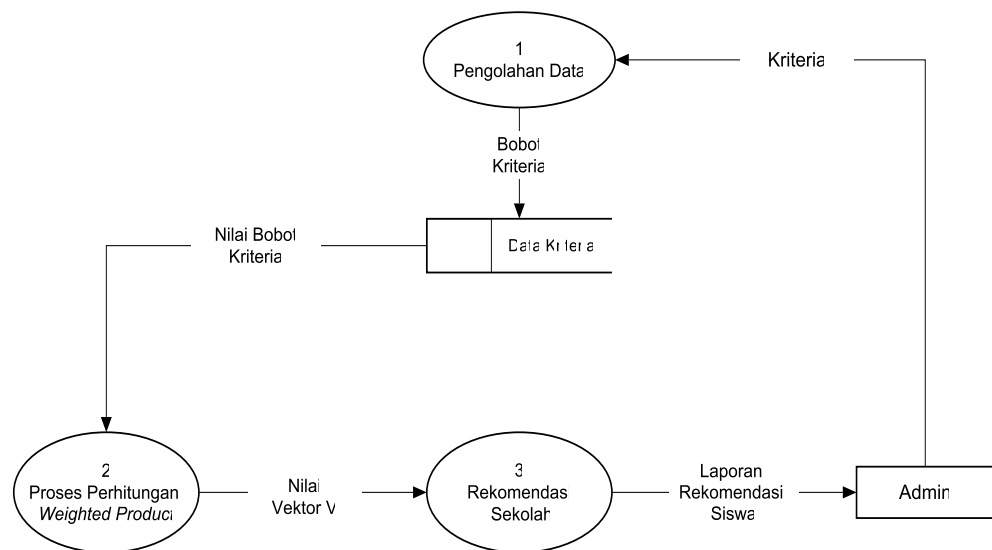 1
Pengolahan Data
Kriteria
Bobot
Kriteria
Data Kriteria
Nilai Bobot
Kriteria
2
Proses Perhitungan
Weighted Product
Nilai
Vektor V
3
Rekomendas
Sekolah
Laporan
Rekomendasi
Siswa
Admin